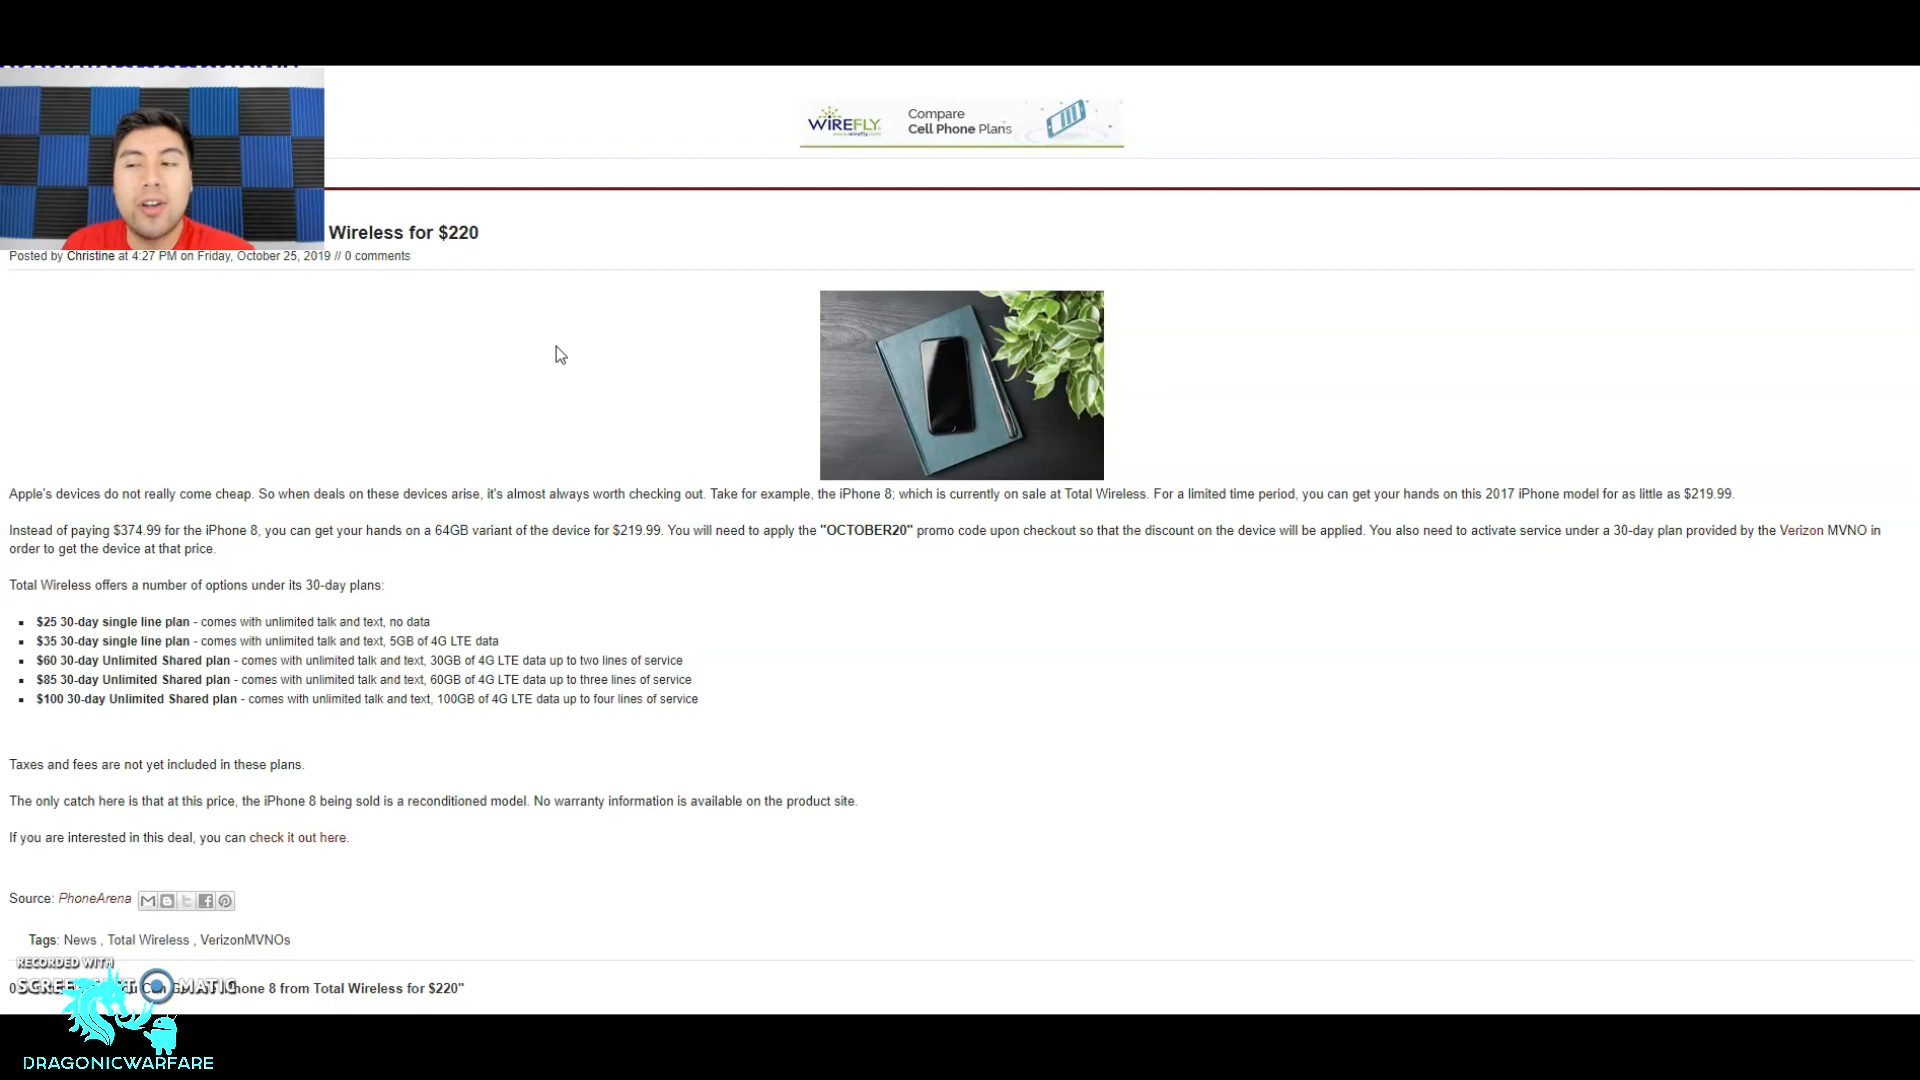 WIREFLY
www.wirefly.com
Compare
Cell Phone Plans
Wireless for $220
Posted by Christine at 4:27 PM on Friday, October 25, 2019 // 0 comments
Apple's devices do not really come cheap. So when deals on these devices arise, it's almost always worth checking out. Take for example, the iPhone 8; which is currently on sale at Total Wireless. For a limited time period, you can get your hands on this 2017 iPhone model for as little as $219.99.
Instead of paying $374.99 for the iPhone 8, you can get your hands on a 64GB variant of the device for $219.99. You will need to apply the "OCTOBER20" promo code upon checkout so that the discount on the device will be applied. You also need to activate service under a 30-day plan provided by the Verizon MVNO in
order to get the device at that price.
Total Wireless offers a number of options under its 30-day plans:
$25 30-day single line plan - comes with unlimited talk and text, no data
$35 30-day single line plan - comes with unlimited talk and text, 5GB of 4G LTE data
$60 30-day Unlimited Shared plan - comes with unlimited talk and text, 30GB of 4G LTE data up to two lines of service
$85 30-day Unlimited Shared plan - comes with unlimited talk and text, 60GB of 4G LTE data up to three lines of service
$100 30-day Unlimited Shared plan - comes with unlimited talk and text, 100GB of 4G LTE data up to four lines of service
Taxes and fees are not yet included in these plans.
The only catch here is that at this price, the iPhone 8 being sold is a reconditioned model. No warranty information is available on the product site.
If you are interested in this deal, you can check it out here.
Source: PhoneArena
Tags: News , Total Wireless , VerizonMVNOs
RECORDED WITH
8 from Total Wireless for $220"
DRAGONICWARFARE